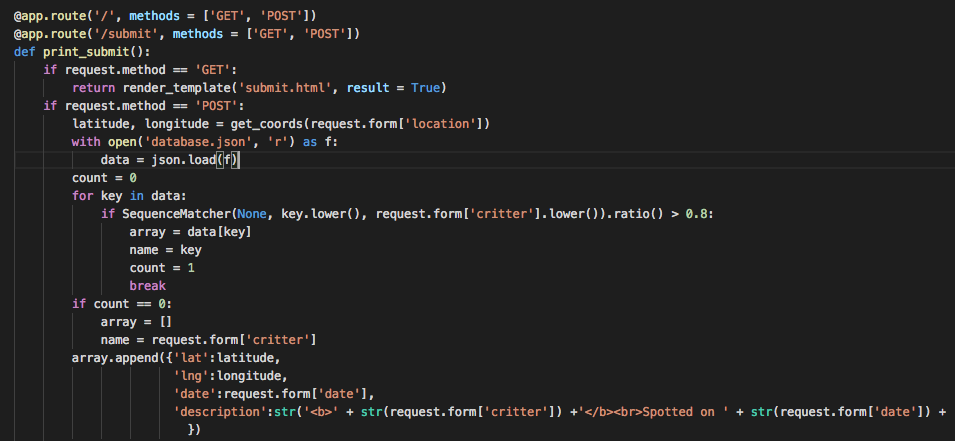 @app.route('/', methods = ['GET', 'POST'])
@app.route('/submit', methods = ['GET', 'POST'])
def print_submit():
    if request.method == 'GET':
        return render_template('submit.html', result = True)
    if request.method == 'POST':
        latitude, longitude = get_coords(request.form['location'])
        with open('database.json', 'r') as f:
            data = json.load(f)
        count = 0
        for key in data:
            if SequenceMatcher(None, key.lower(), request.form['critter'].lower()).ratio() > 0.8:
                array = data[key]
                name = key
                count = 1
                break
        if count == 0:
            array = []
            name = request.form['critter']
        array.append({'lat':latitude,
                      'lng':longitude,
                      'date':request.form['date'],
                      'description':str('<b>' + str(request.form['critter']) +'</b><br>Spotted on ' + str(request.form['date']) +
                        })